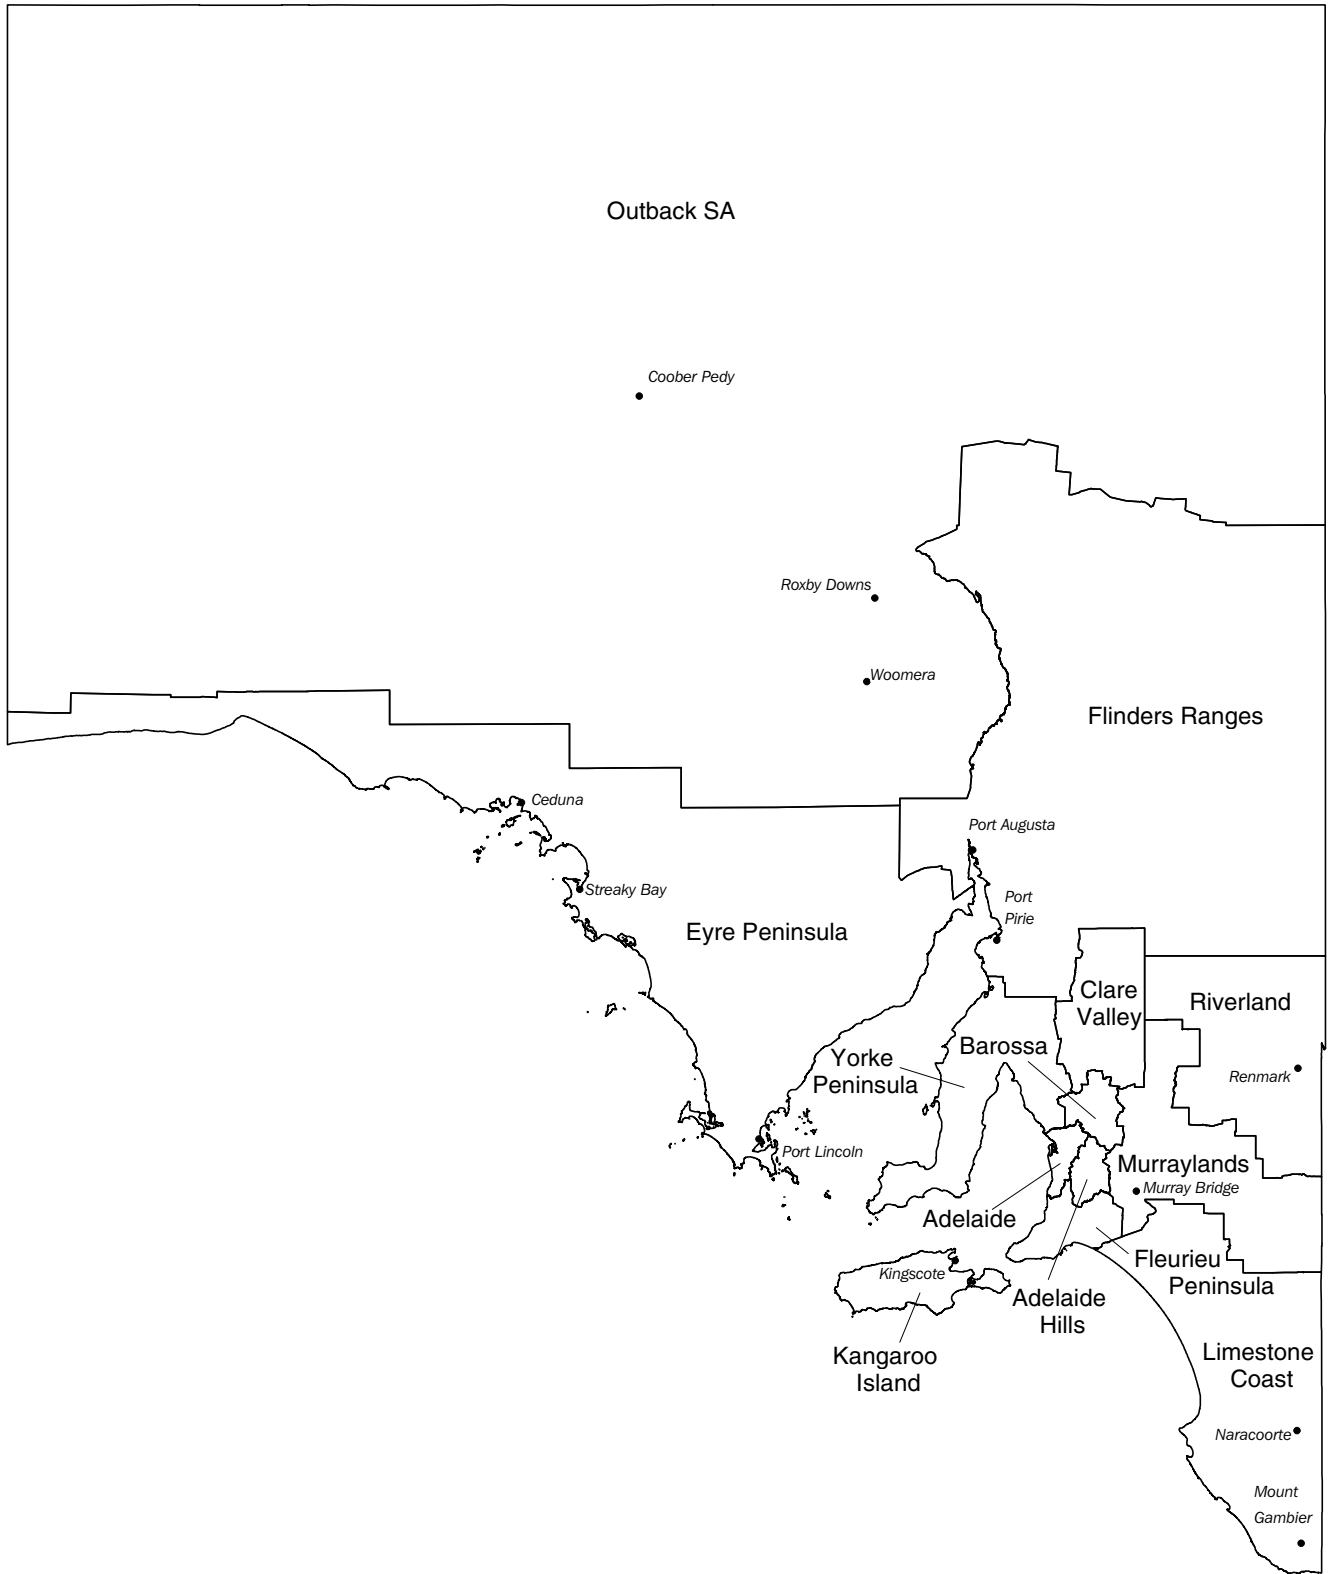 Outback SA
Coober Pedy
Roxby Downs
Woomera
Flinders Ranges
Ceduna
Port Augusta
Streaky Bay
Port
Pirie
Eyre Peninsula
Clare
Valley
Riverland
Barossa
Yorke
Peninsula
Renmark
Port Lincoln
Murraylands
Murray Bridge
Adelaide
Fleurieu
Peninsula
Kingscote
Adelaide
Hills
Kangaroo
Island
Limestone
Coast
Naracoorte
Mount
Gambier